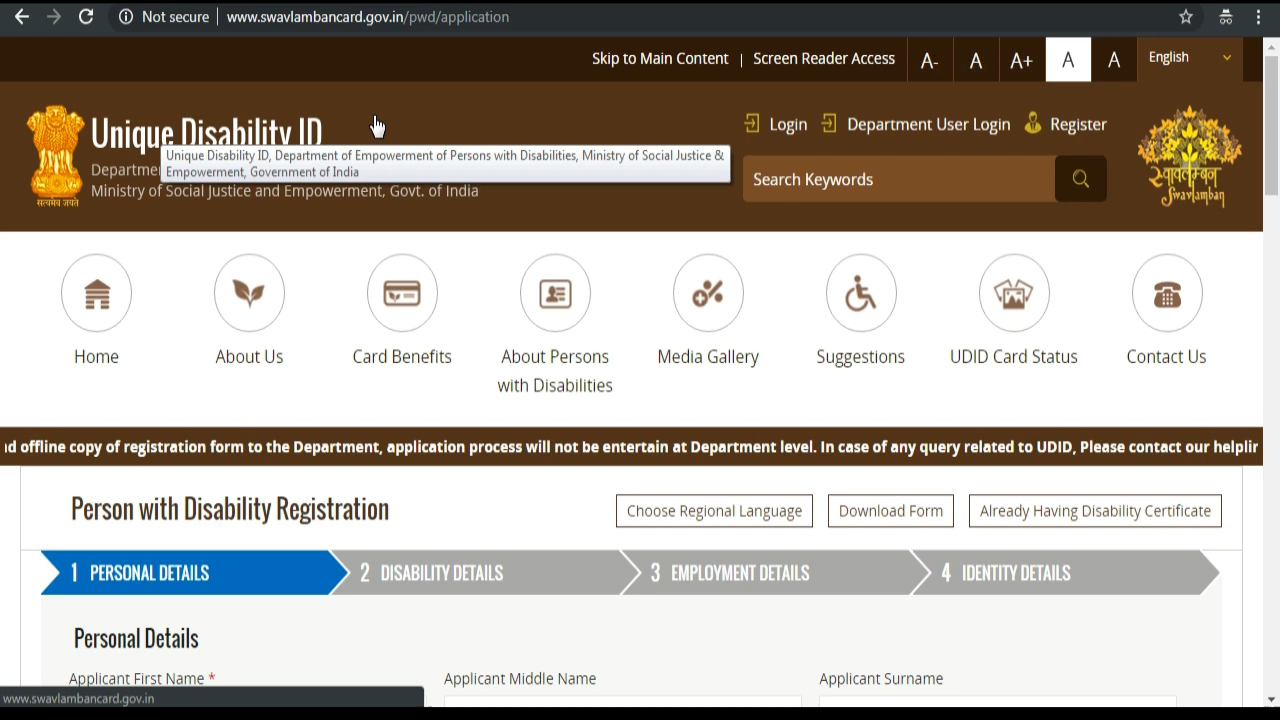 Not secure | www.swavlambancard.gov.in/pwd/application
Skip to Main Content | Screen Reader Access A- A A+ A A English
Unique Disability ID
Login Department User Login Register
Unique Disability ID, Department of Empowerment of Persons with Disabilities, Ministry of Social Justice &
Empowerment, Government of India
Ministry of Social Justice and Empowerment, Govt. of India
सत्यमेव जयते
Search Keywords
स्वावलम्बन
Swavlamban
Home About Us Card Benefits About Persons Media Gallery Suggestions UDID Card Status Contact Us
with Disabilities
offline copy of registration form to the Department, application process will not be entertain at Department level. In case of any query related to UDID, Please contact our
Person with Disability Registration Choose Regional Language Download Form Already Having Disability Certificate
1 PERSONAL DETAILS 2 DISABILITY DETAILS 3 EMPLOYMENT DETAILS 4 IDENTITY DETAILS
Personal Details
Applicant First Name * Applicant Middle Name Applicant Surname
www.swavlambancard.gov.in